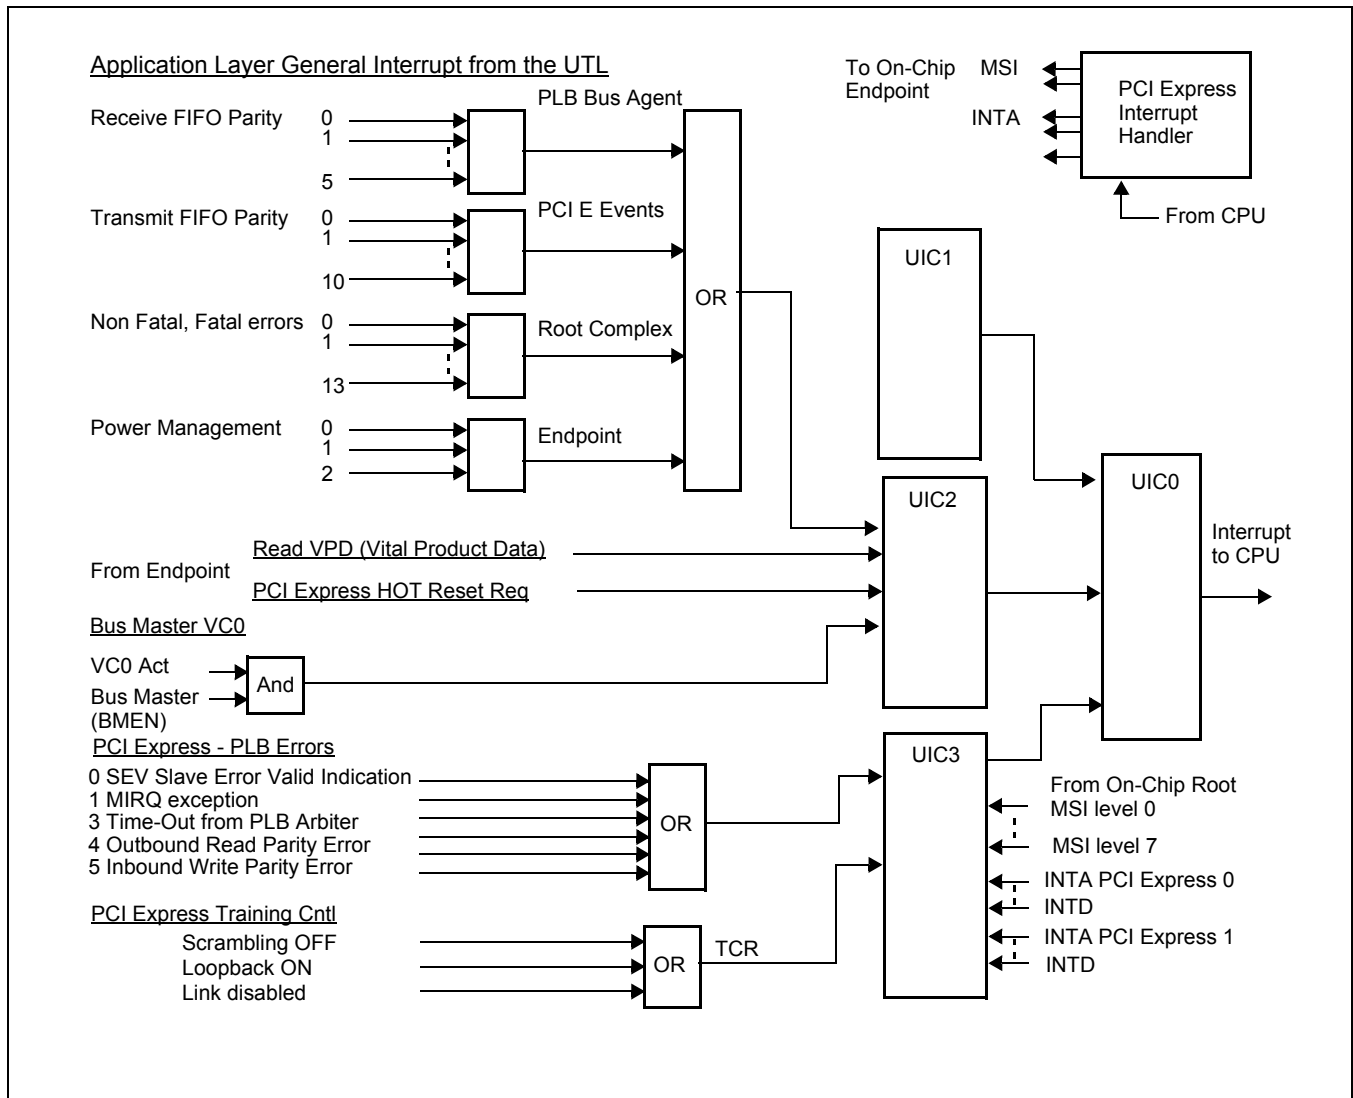 Application Layer General Interrupt from the UTL
PLB Bus Agent
Receive FIFO Parity
0
1
5
Transmit FIFO Parity
0
1
10
PCI E Events
Non Fatal, Fatal errors
0
1
13
Root Complex
Power Management
0
1
2
Endpoint
OR
To On-Chip
Endpoint
MSI
INTA
PCI Express
Interrupt
Handler
From CPU
UIC1
UIC2
UIC0
Interrupt
to CPU
From Endpoint
Read VPD (Vital Product Data)
PCI Express HOT Reset Req
Bus Master VC0
VC0 Act
Bus Master
(BMEN)
And
PCI Express - PLB Errors
0 SEV Slave Error Valid Indication
1 MIRQ exception
3 Time-Out from PLB Arbiter
4 Outbound Read Parity Error
5 Inbound Write Parity Error
OR
UIC3
From On-Chip Root
MSI level 0
MSI level 7
INTA PCI Express 0
INTD
INTA PCI Express 1
INTD
PCI Express Training Cntl
Scrambling OFF
Loopback ON
Link disabled
OR
TCR